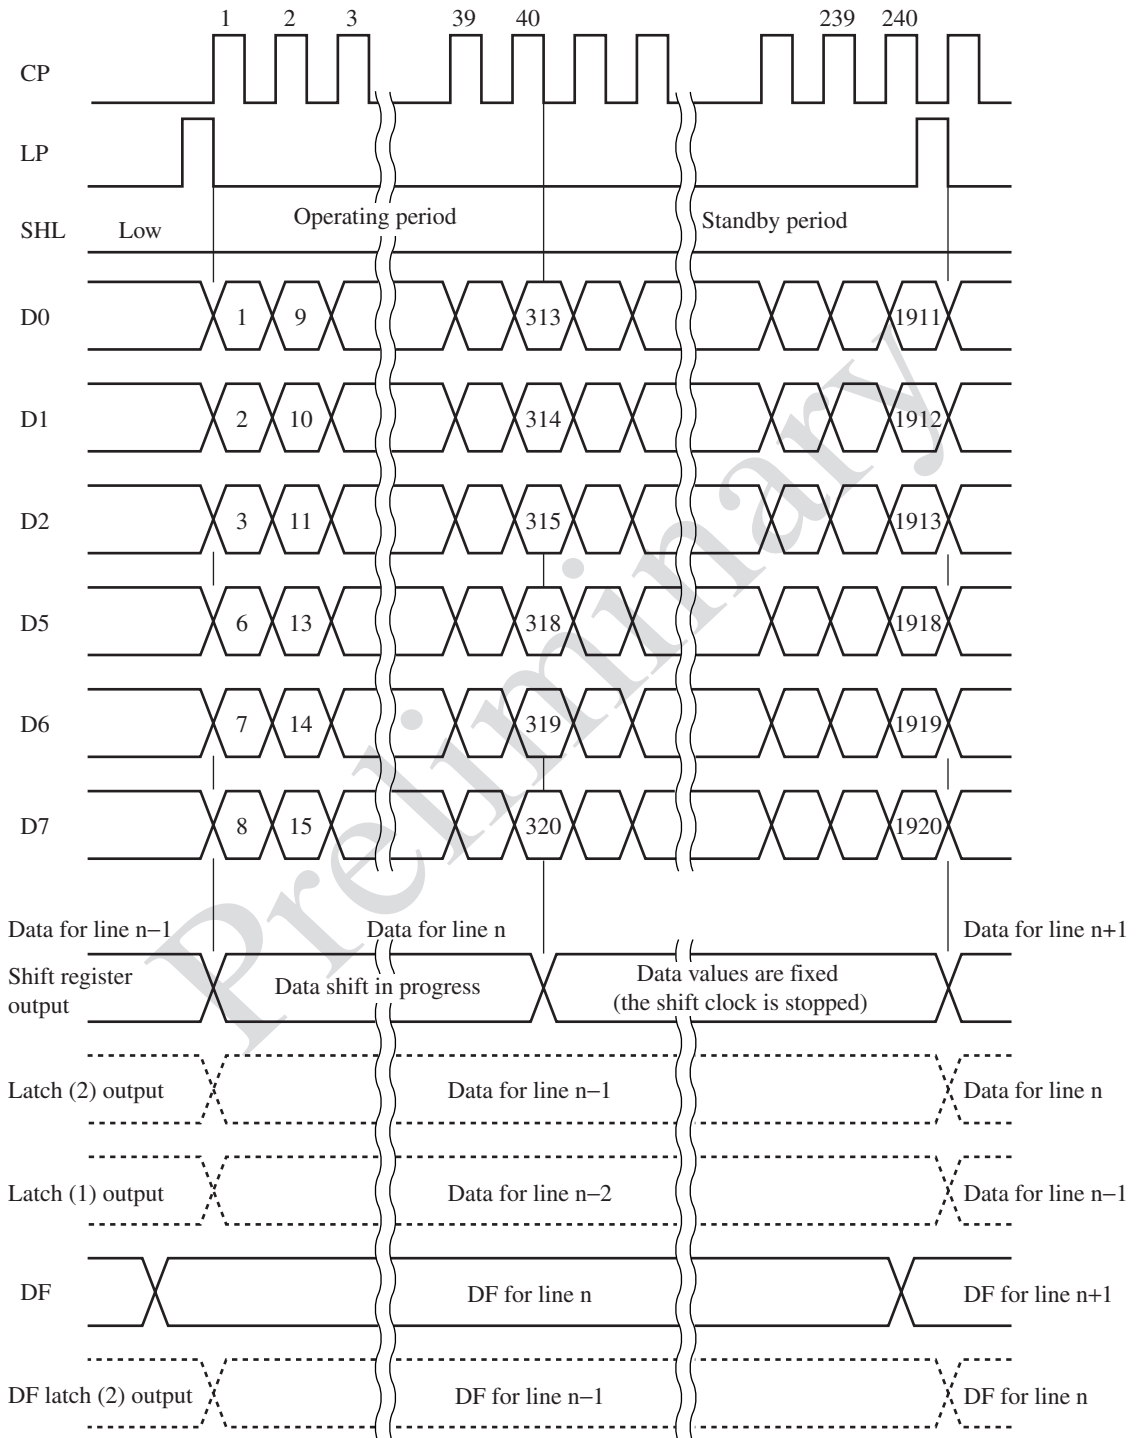 1 2 3 39 40 239 240
CP
LP
Operating period
Standby period
SHL Low
D0 1 9 313 1911
D1 2 10 314 1912
D2 3 11 315 1913
D5 6 13 318 1918
D6 7 14 319 1919
D7 8 15 320 1920
Preliminary
Data for line n−1 Data for line n Data for line n+1
Shift register
output
Data shift in progress
Data values are fixed
(the shift clock is stopped)
Latch (2) output Data for line n−1 Data for line n
Latch (1) output Data for line n−2 Data for line n−1
DF DF for line n DF for line n+1
DF latch (2) output DF for line n−1 DF for line n